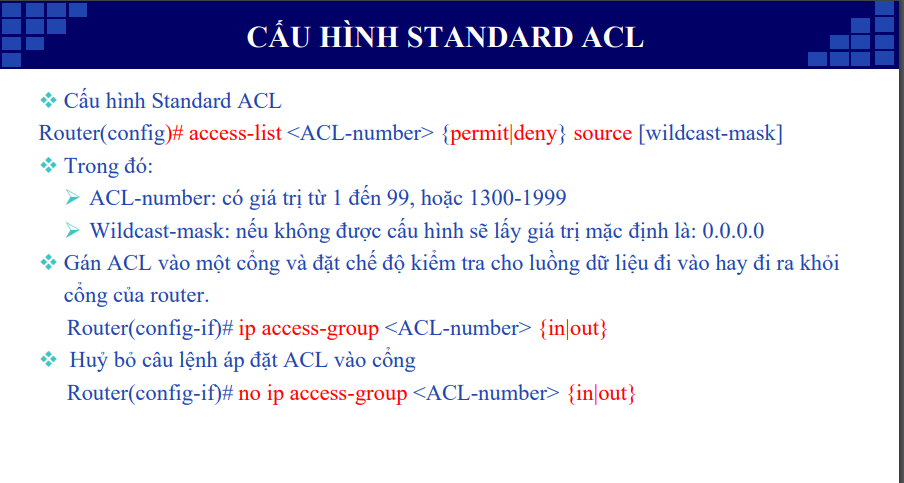 CẤU HÌNH STANDARD ACL
Cấu hình Standard ACL
Router(config)# access-list <ACL-number> {permit|deny} source [wildcast-mask]
Trong đó:
ACL-number: có giá trị từ 1 đến 99, hoặc 1300-1999
Wildcast-mask: nếu không được cấu hình sẽ lấy giá trị mặc định là: 0.0.0.0
Gán ACL vào một cổng và đặt chế độ kiểm tra cho luồng dữ liệu đi vào hay đi ra khỏi
cổng của router.
Router(config-if)# ip access-group <ACL-number> {in|out}
Huỷ bỏ câu lệnh áp đặt ACL vào cổng
Router(config-if)# no ip access-group <ACL-number> {in|out}